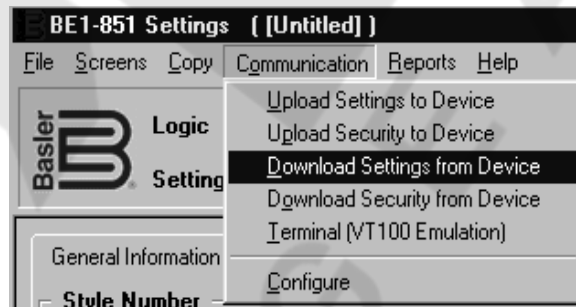 BE1-851 Settings ( [Untitled] )
File Screens Copy Communication Reports Help
Basler
Logic
Setting
Upload Settings to Device
Upload Security to Device
Download Settings from Device
Download Security from Device
Terminal (VT100 Emulation)
Configure
General Information
Style Number